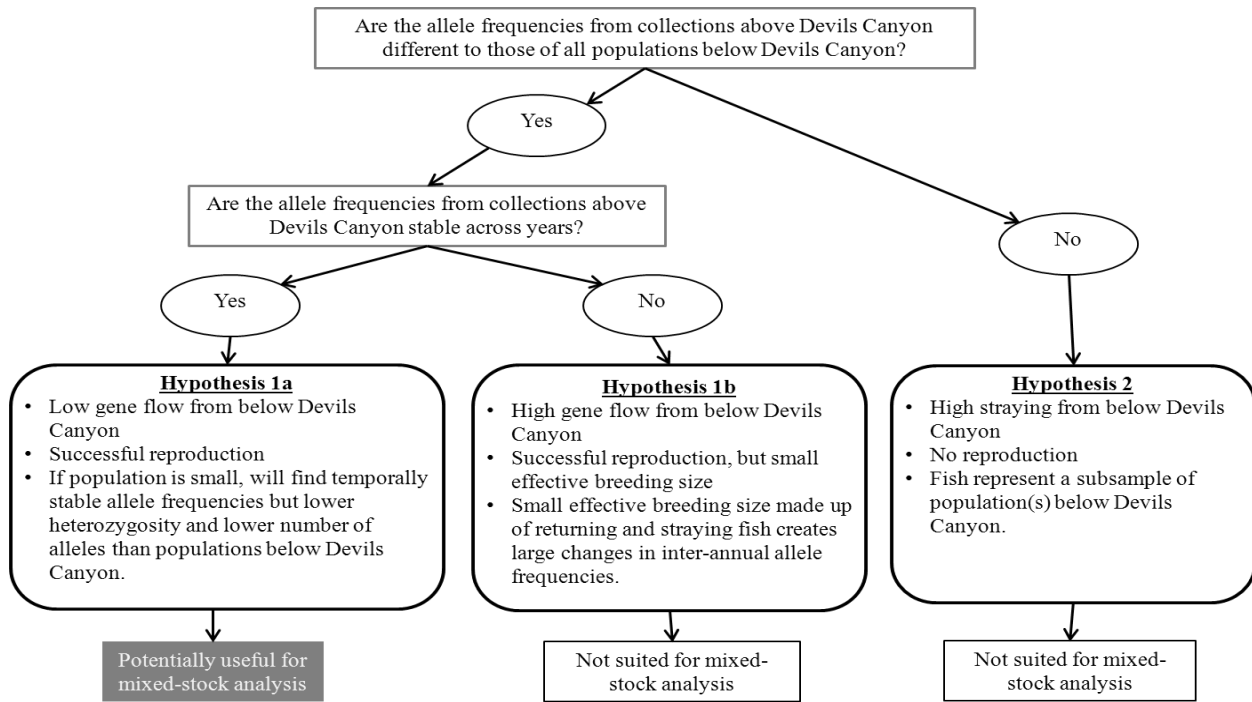 Are the allele frequencies from collections above Devils Canyon
different to those of all populations below Devils Canyon?
Yes
Are the allele frequencies from collections above
Devils Canyon stable across years?
No
Yes
No
Hypothesis 1a
• Low gene flow from below Devils
Canyon
• Successful reproduction
• If population is small, will find temporally
stable allele frequencies but lower
heterozygosity and lower number of
alleles than populations below Devils
Canyon.
Hypothesis 1b
• High gene flow from below Devils
Canyon
• Successful reproduction, but small
effective breeding size
• Small effective breeding size made up
of returning and straying fish creates
large changes in inter-annual allele
frequencies.
Hypothesis 2
• High straying from below Devils
Canyon
• No reproduction
• Fish represent a subsample of
population(s) below Devils
Canyon.
Potentially useful for
mixed-stock analysis
Not suited for mixed-
stock analysis
Not suited for mixed-
stock analysis